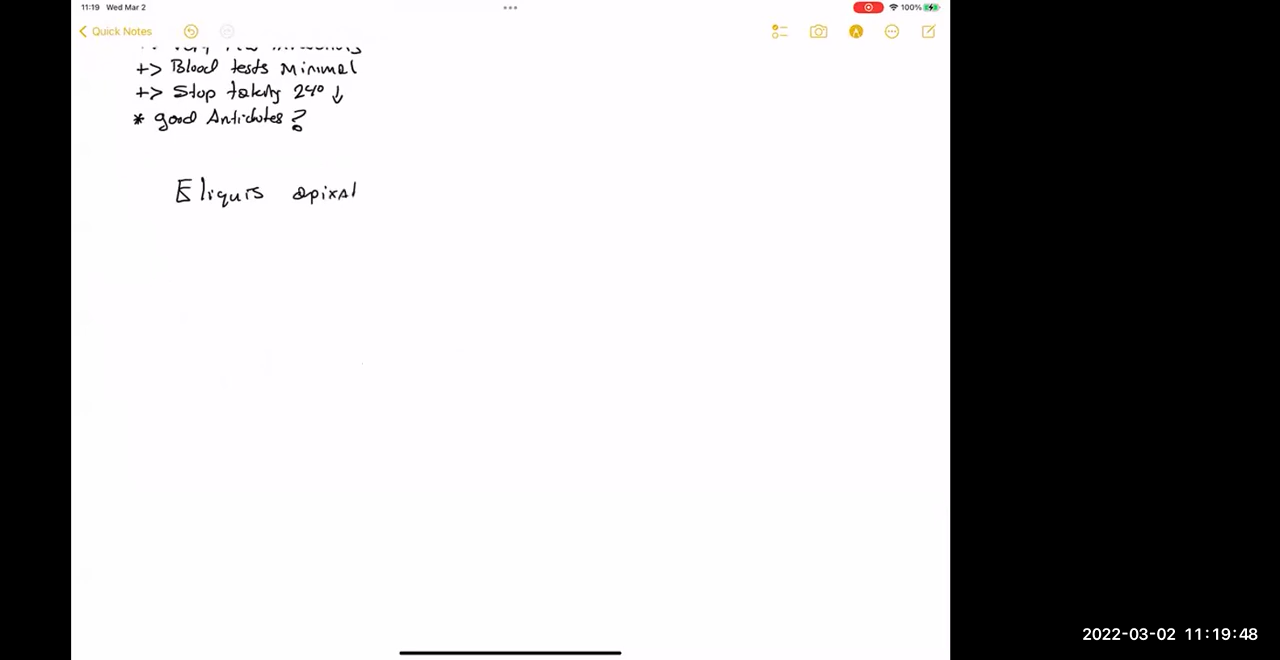 11:19 Wed Mar 2
100%
Quick Notes
+> Blood tests Minimal
+> Stop taking 24° ↓
* good Antidotes ?
Eliquis apixa
2022-03-02 11:19:48